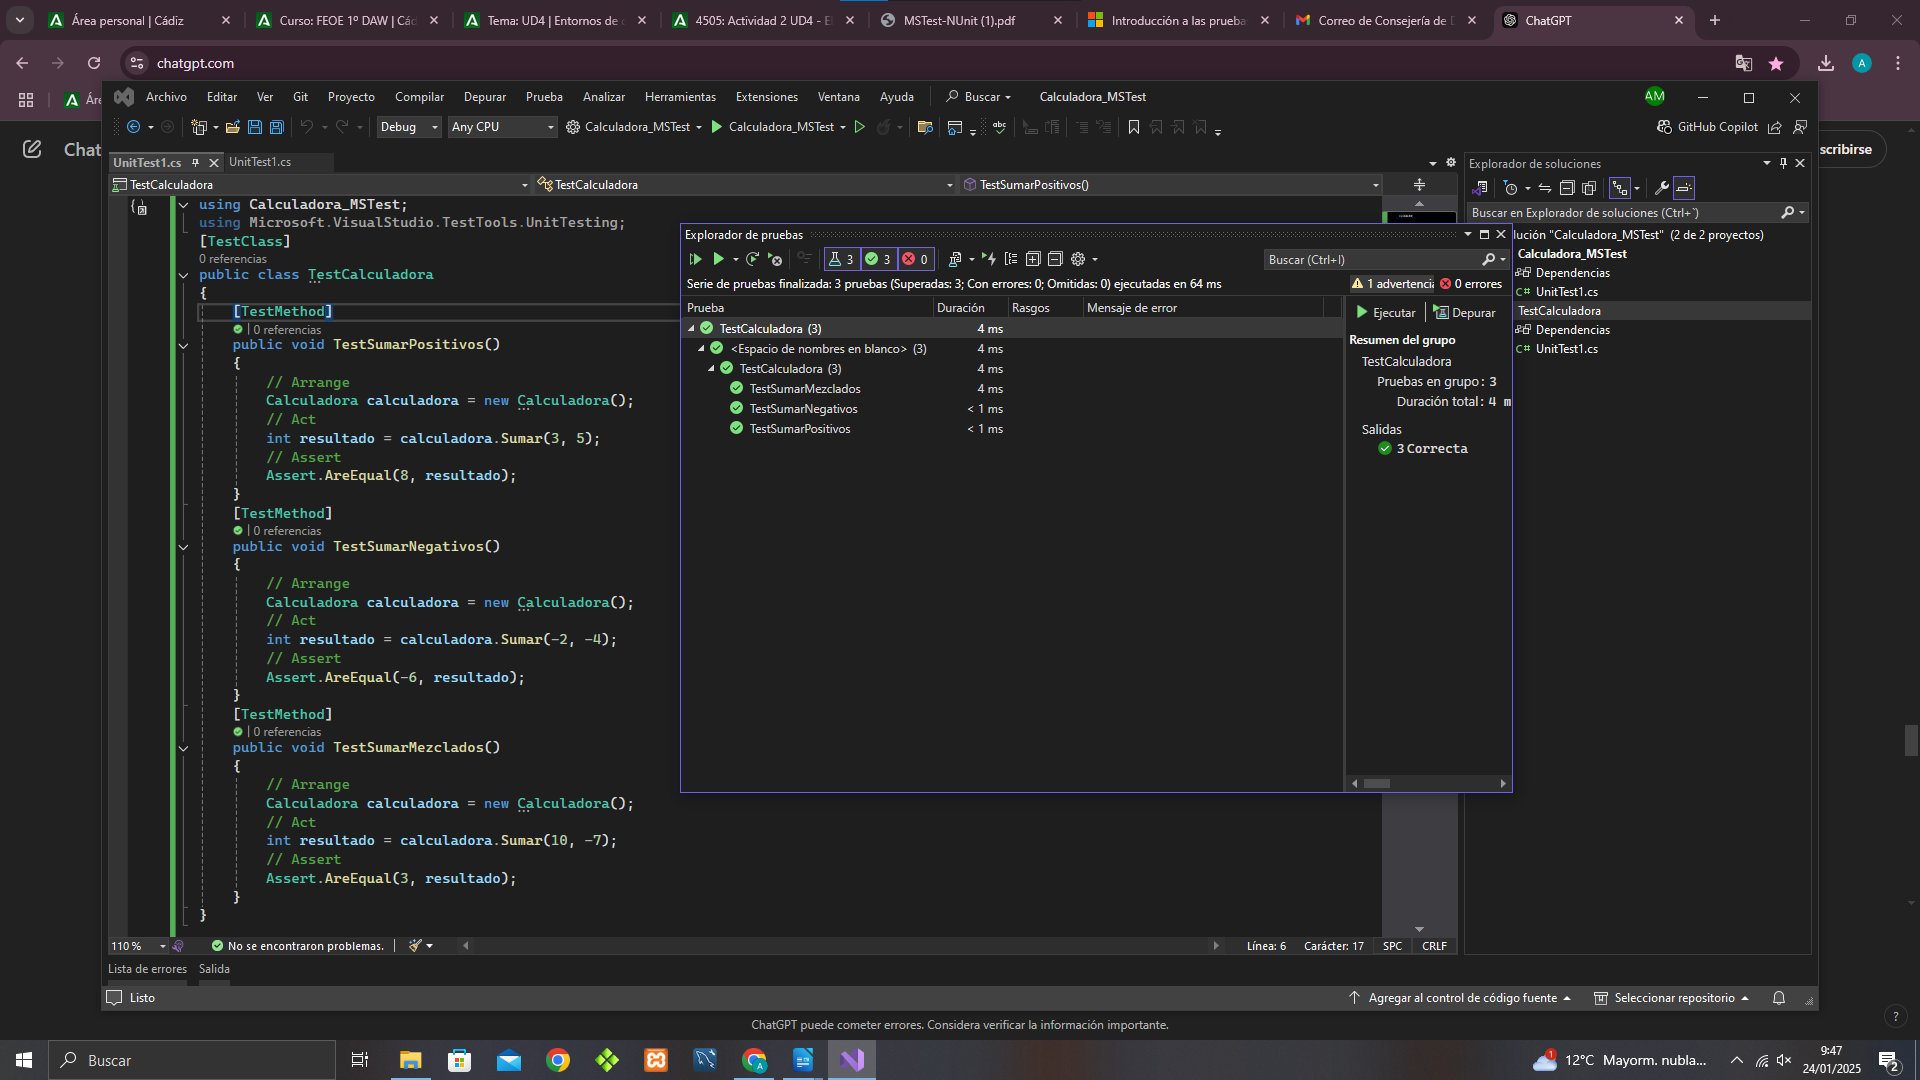 Área personal | Cádiz
Curso: FEOE 1º DAW | Cád
Tema: UD4 | Entornos de
4505: Actividad 2 UD4 - E
MSTest-NUnit (1).pdf
Introducción a las prueba
Correo de Consejería de
ChatGPT
chatgpt.com
A
Áre
Archivo Editar Ver Git Proyecto Compilar Depurar Prueba Analizar Herramientas Extensiones Ventana Ayuda Buscar Calculadora_MSTest
AM
Debug Any CPU Calculadora_MSTest Calculadora_MSTest
GitHub Copilot
Chat
scribirse
UnitTest1.cs UnitTest1.cs
TestCalculadora TestCalculadora TestSumarPositivos()
using Calculadora_MSTest;
using Microsoft.VisualStudio.TestTools.UnitTesting;
[TestClass]
0 referencias
public class TestCalculadora
{
[TestMethod]
| 0 referencias
public void TestSumarPositivos()
{
// Arrange
Calculadora calculadora = new Calculadora();
// Act
int resultado = calculadora.Sumar(3, 5);
// Assert
Assert.AreEqual(8, resultado);
}
[TestMethod]
| 0 referencias
public void TestSumarNegativos()
{
// Arrange
Calculadora calculadora = new Calculadora();
// Act
int resultado = calculadora.Sumar(-2, -4);
// Assert
Assert.AreEqual(-6, resultado);
}
[TestMethod]
| 0 referencias
public void TestSumarMezclados()
{
// Arrange
Calculadora calculadora = new Calculadora();
// Act
int resultado = calculadora.Sumar(10, -7);
// Assert
Assert.AreEqual(3, resultado);
}
}
Explorador de pruebas
3 3 0
Buscar (Ctrl+I)
Serie de pruebas finalizada: 3 pruebas (Superadas: 3; Con errores: 0; Omitidas: 0) ejecutadas en 64 ms
1 advertencia 0 errores
Prueba Duración Rasgos Mensaje de error
TestCalculadora (3) 4 ms
<Espacio de nombres en blanco> (3) 4 ms
TestCalculadora (3) 4 ms
TestSumarMezclados 4 ms
TestSumarNegativos < 1 ms
TestSumarPositivos < 1 ms
Ejecutar Depurar
Resumen del grupo
TestCalculadora
Pruebas en grupo: 3
Duración total: 4 m
Salidas
3 Correcta
Explorador de soluciones
Buscar en Explorador de soluciones (Ctrl+`)
lución "Calculadora_MSTest" (2 de 2 proyectos)
Calculadora_MSTest
Dependencias
C# UnitTest1.cs
TestCalculadora
Dependencias
C# UnitTest1.cs
110 % No se encontraron problemas. Línea: 6 Carácter: 17 SPC CRLF
Lista de errores Salida
Listo
Agregar al control de código fuente Seleccionar repositorio
ChatGPT puede cometer errores. Considera verificar la información importante.
?
Buscar
1
12°C Mayorm. nubla...
9:47
24/01/2025
2